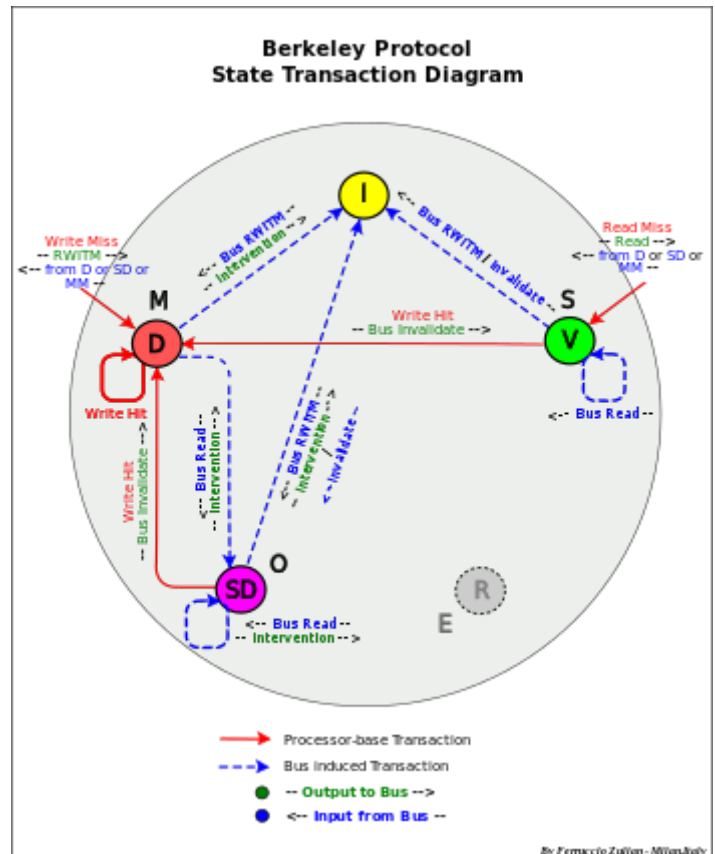 Berkeley Protocol
State Transaction Diagram
I
<-- Bus RWITM --
-- Intervention -->
<-- Bus RWITM / Invalidate --
Write Miss
-- RWITM -->
<-- from D or SD or
MM --
Read Miss
-- Read -->
<-- from D or SD or
MM --
M
D
S
V
Write Hit
-- Bus Invalidate -->
Write Hit
<-- Bus Read --
Write Hit
-- Bus Invalidate -->
<-- Bus Read --
-- Intervention -->
<-- Bus RWITM --
-- Intervention --> /
<-- Invalidate --
O
SD
<-- Bus Read --
-- Intervention -->
R
E
Processor-base Transaction
Bus Induced Transaction
-- Output to Bus -->
<-- Input from Bus --
By Ferruccio Zulian - Milan.Italy